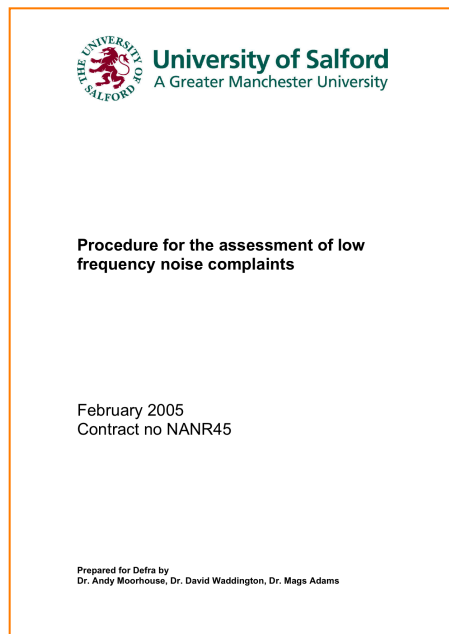 THE UNIVERSITY OF SALFORD
University of Salford
A Greater Manchester University
Procedure for the assessment of low
frequency noise complaints
February 2005
Contract no NANR45
Prepared for Defra by
Dr. Andy Moorhouse, Dr. David Waddington, Dr. Mags Adams